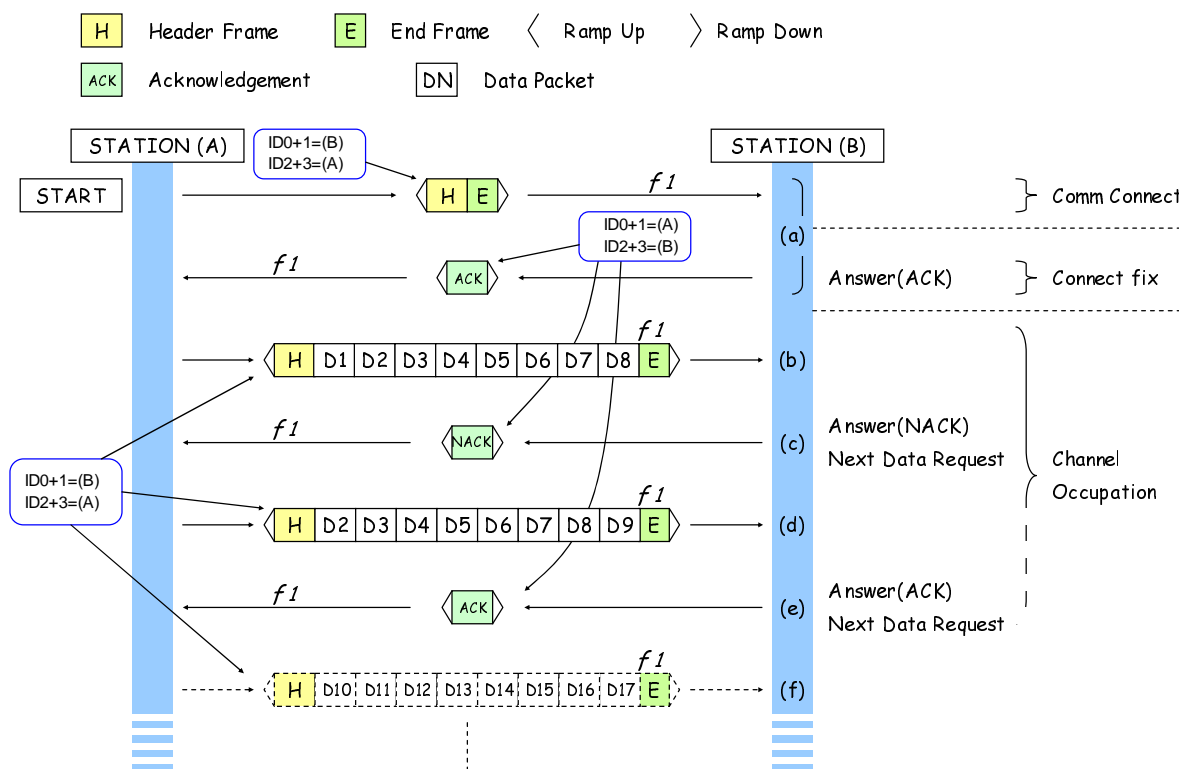 H Header Frame E End Frame Ramp Up Ramp Down
ACK Acknowledgement DN Data Packet
STATION (A) STATION (B)
ID0+1=(B)
ID2+3=(A)
START H E f1 Comm Connect
ID0+1=(A)
ID2+3=(B)
(a)
f1 ACK Answer(ACK) Connect fix
f1
H D1 D2 D3 D4 D5 D6 D7 D8 E (b)
f1 NACK (c) Answer(NACK)
Next Data Request
Channel
Occupation
ID0+1=(B)
ID2+3=(A)
f1
H D2 D3 D4 D5 D6 D7 D8 D9 E (d)
f1 ACK (e) Answer(ACK)
Next Data Request
f1
H D10 D11 D12 D13 D14 D15 D16 D17 E (f)